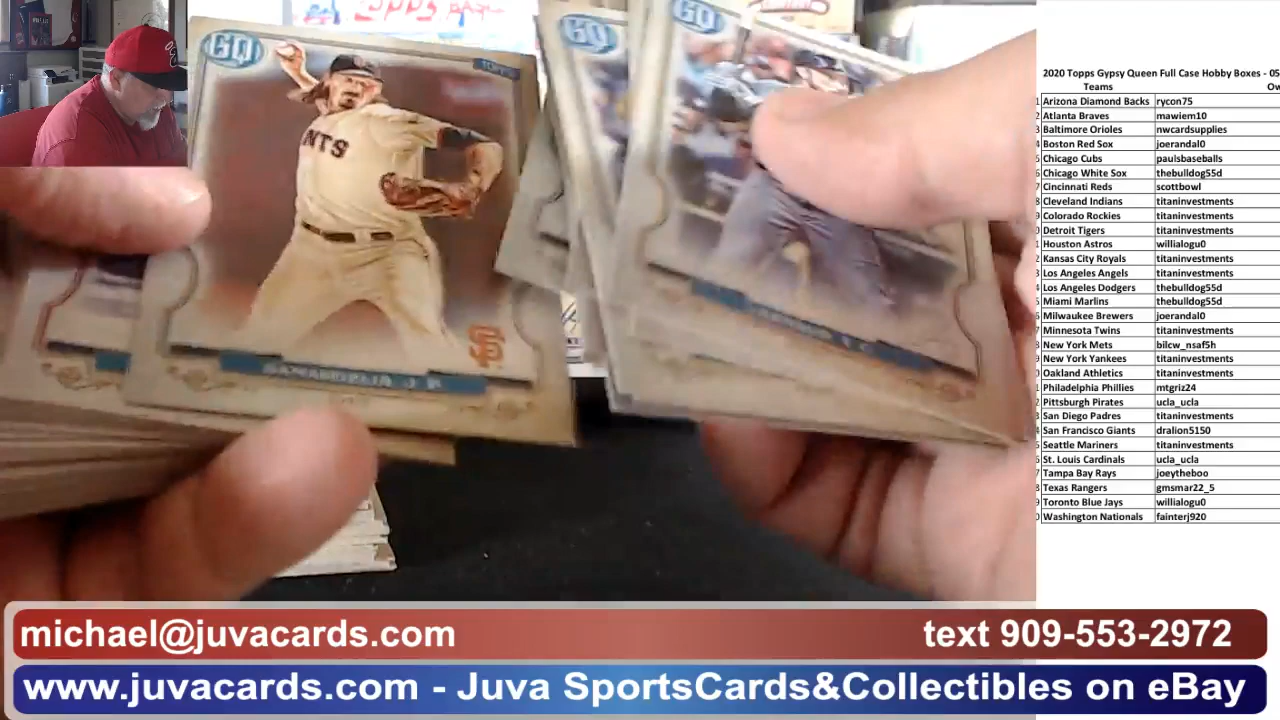 GQ
TOPPS
NTS
SF
GQ
GQ
2020 Topps Gypsy Queen Full Case Hobby Boxes - 05
Teams Ow
Arizona Diamond Backs rycon75
Atlanta Braves mawiem10
Baltimore Orioles nwcardsupplies
Boston Red Sox joerandal0
Chicago Cubs paulsbaseballs
Chicago White Sox thebulldog55d
Cincinnati Reds scottbowl
Cleveland Indians titaninvestments
Colorado Rockies titaninvestments
Detroit Tigers titaninvestments
Houston Astros willialogu0
Kansas City Royals titaninvestments
Los Angeles Angels titaninvestments
Los Angeles Dodgers thebulldog55d
Miami Marlins thebulldog55d
Milwaukee Brewers joerandal0
Minnesota Twins titaninvestments
New York Mets bilcw_nsaf5h
New York Yankees titaninvestments
Oakland Athletics titaninvestments
Philadelphia Phillies mtgriz24
Pittsburgh Pirates ucla_ucla
San Diego Padres titaninvestments
San Francisco Giants dralion5150
Seattle Mariners titaninvestments
St. Louis Cardinals ucla_ucla
Tampa Bay Rays joeytheboo
Texas Rangers gmsmar22_5
Toronto Blue Jays willialogu0
Washington Nationals fainterj920
michael@juvacards.com text 909-553-2972
www.juvacards.com - Juva SportsCards&Collectibles on eBay